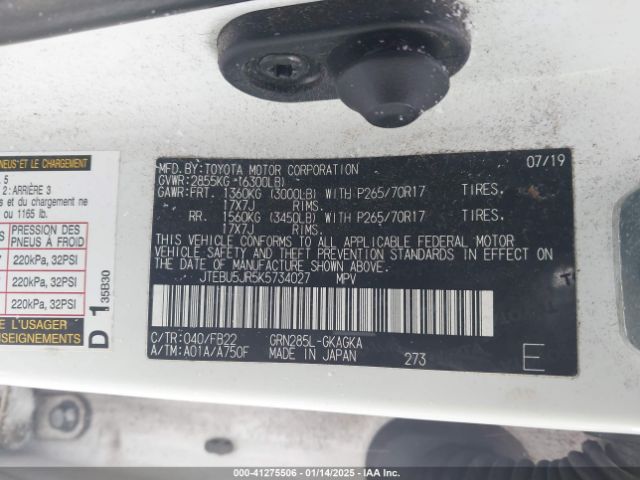 NEUS ET LE CHARGEMENT
5
2 : ARRIÈRE 3
s et du chargement ne
ou 1165 lb.
PRESSION DES
PNEUS À FROID
220kPa, 32PSI
220kPa, 32PSI
220kPa, 32PSI
E L'USAGER
D 1
35B30
MFD.BY:TOYOTA MOTOR CORPORATION 07/19
GVWR:2855KG (6300LB)
GAWR:FRT. 1360KG (3000LB) WITH P265/70R17 TIRES,
17X7J RIMS.
RR. 1560KG (3450LB) WITH P265/70R17 TIRES,
17X7J RIMS.
THIS VEHICLE CONFORMS TO ALL APPLICABLE FEDERAL MOTOR
VEHICLE SAFETY AND THEFT PREVENTION STANDARDS IN EFFECT ON
THE DATE OF MANUFACTURE SHOWN ABOVE.
JTEBU5JR5K5734027 MPV
C/TR:040/FB22 GRN285L-GKAGKA
A/TM:A01A/A750F MADE IN JAPAN 273 E
000-41275506 - 01/14/2025 - IAA Inc.